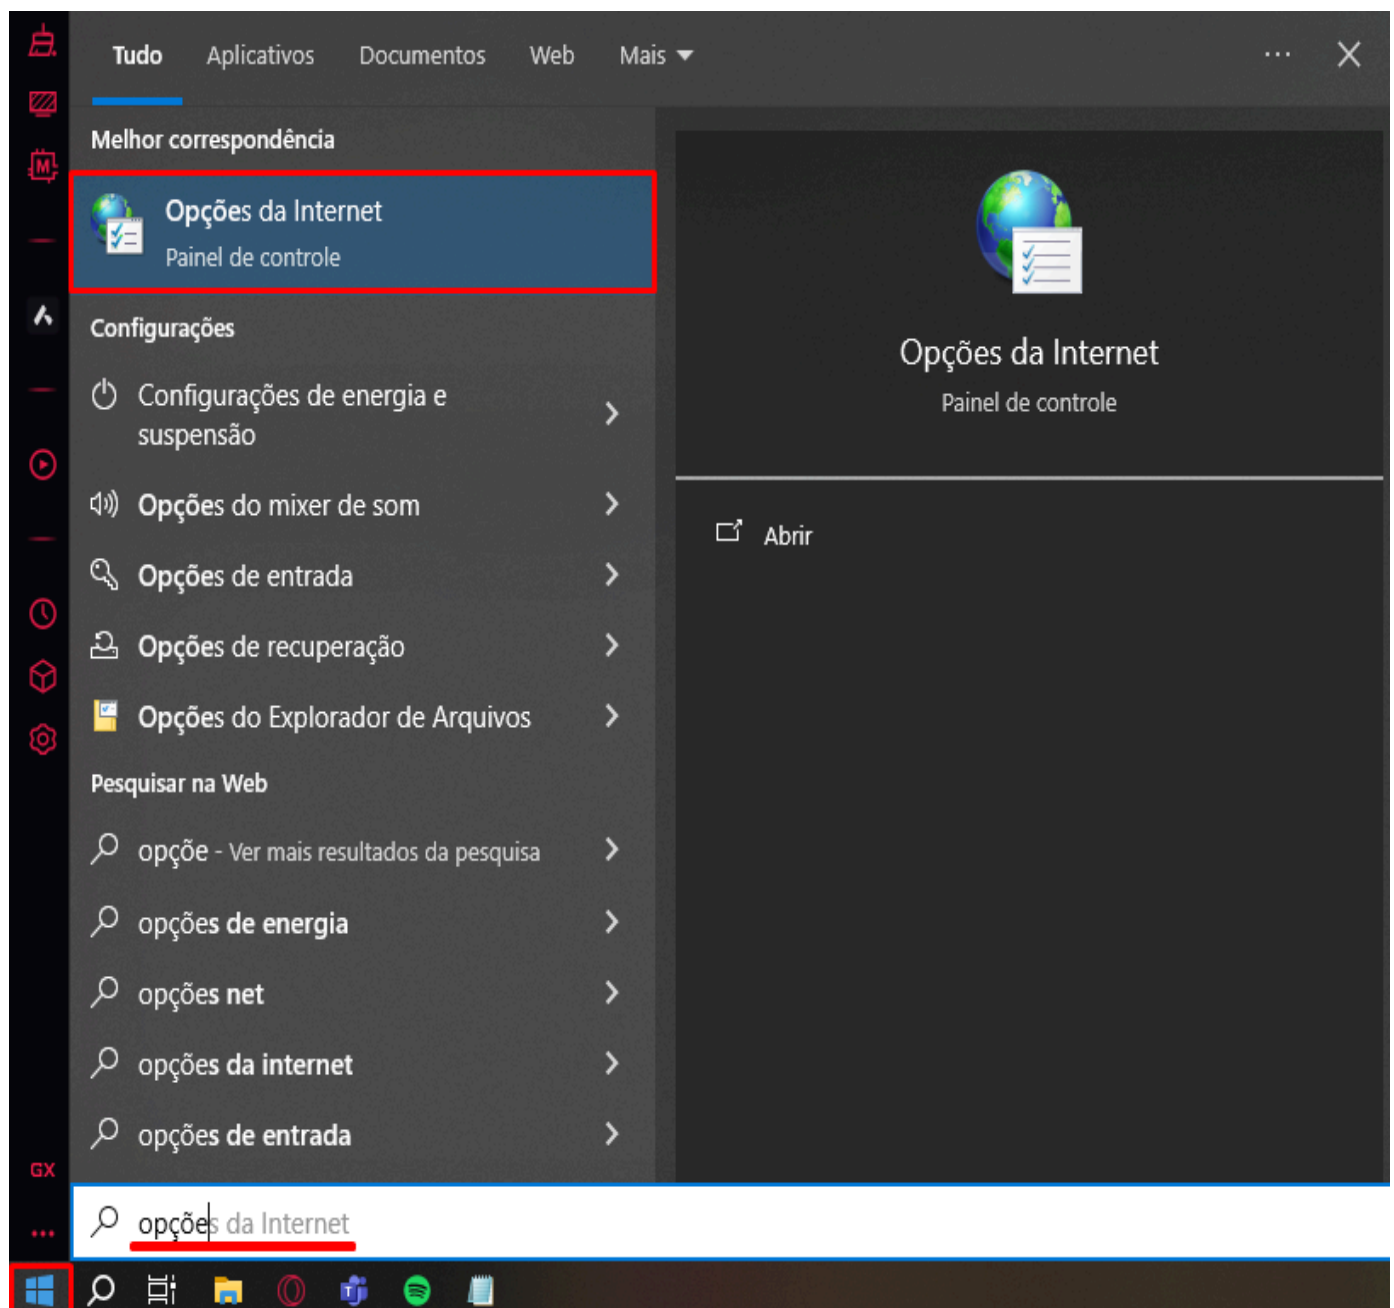 Tudo Aplicativos Documentos Web Mais
Melhor correspondência
Opções da Internet
Painel de controle
Configurações
Configurações de energia e
suspensão
Opções do mixer de som
Opções de entrada
Opções de recuperação
Opções do Explorador de Arquivos
Pesquisar na Web
opçõe - Ver mais resultados da pesquisa
opções de energia
opções net
opções da internet
opções de entrada
Opções da Internet
Painel de controle
Abrir
M
GX
opções da Internet